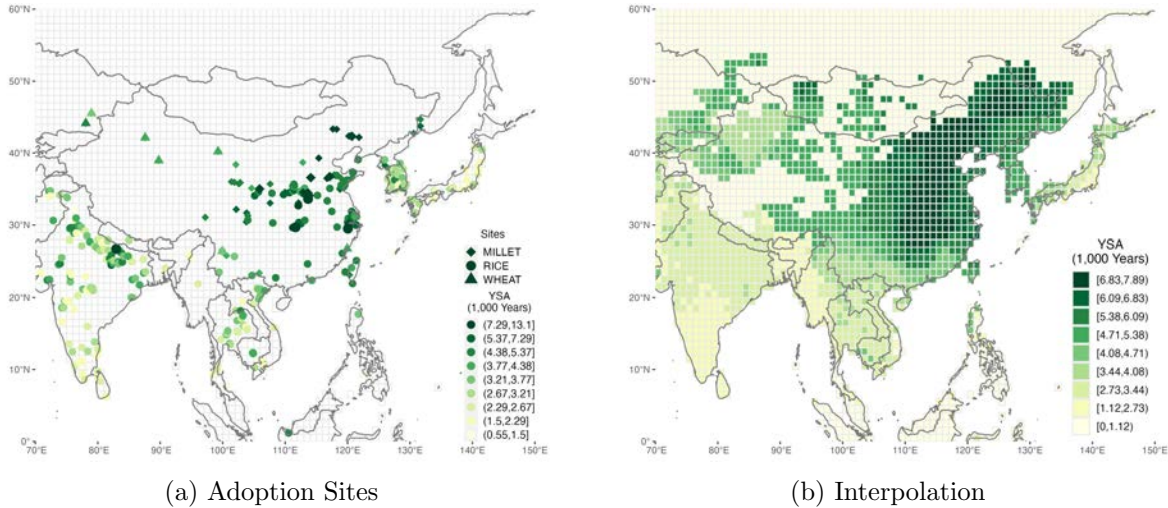 60°N
50°N
40°N
30°N
20°N
10°N
0°
70°E 80°E 90°E 100°E 110°E 120°E 130°E 140°E 150°E
Sites
MILLET
RICE
WHEAT
YSA
(1,000 Years)
(7.29,13.1]
(5.37,7.29]
(4.38,5.37]
(3.77,4.38]
(3.21,3.77]
(2.67,3.21]
(2.29,2.67]
(1.5,2.29]
(0.55,1.5]
(a) Adoption Sites
60°N
50°N
40°N
30°N
20°N
10°N
0°
70°E 80°E 90°E 100°E 110°E 120°E 130°E 140°E 150°E
YSA
(1,000 Years)
[6.83,7.89)
[6.09,6.83)
[5.38,6.09)
[4.71,5.38)
[4.08,4.71)
[3.44,4.08)
[2.73,3.44)
[1.12,2.73)
[0,1.12)
(b) Interpolation